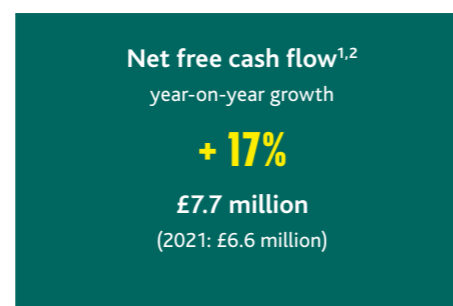 Net free cash flow¹,²
year-on-year growth
+ 17%
£7.7 million
(2021: £6.6 million)